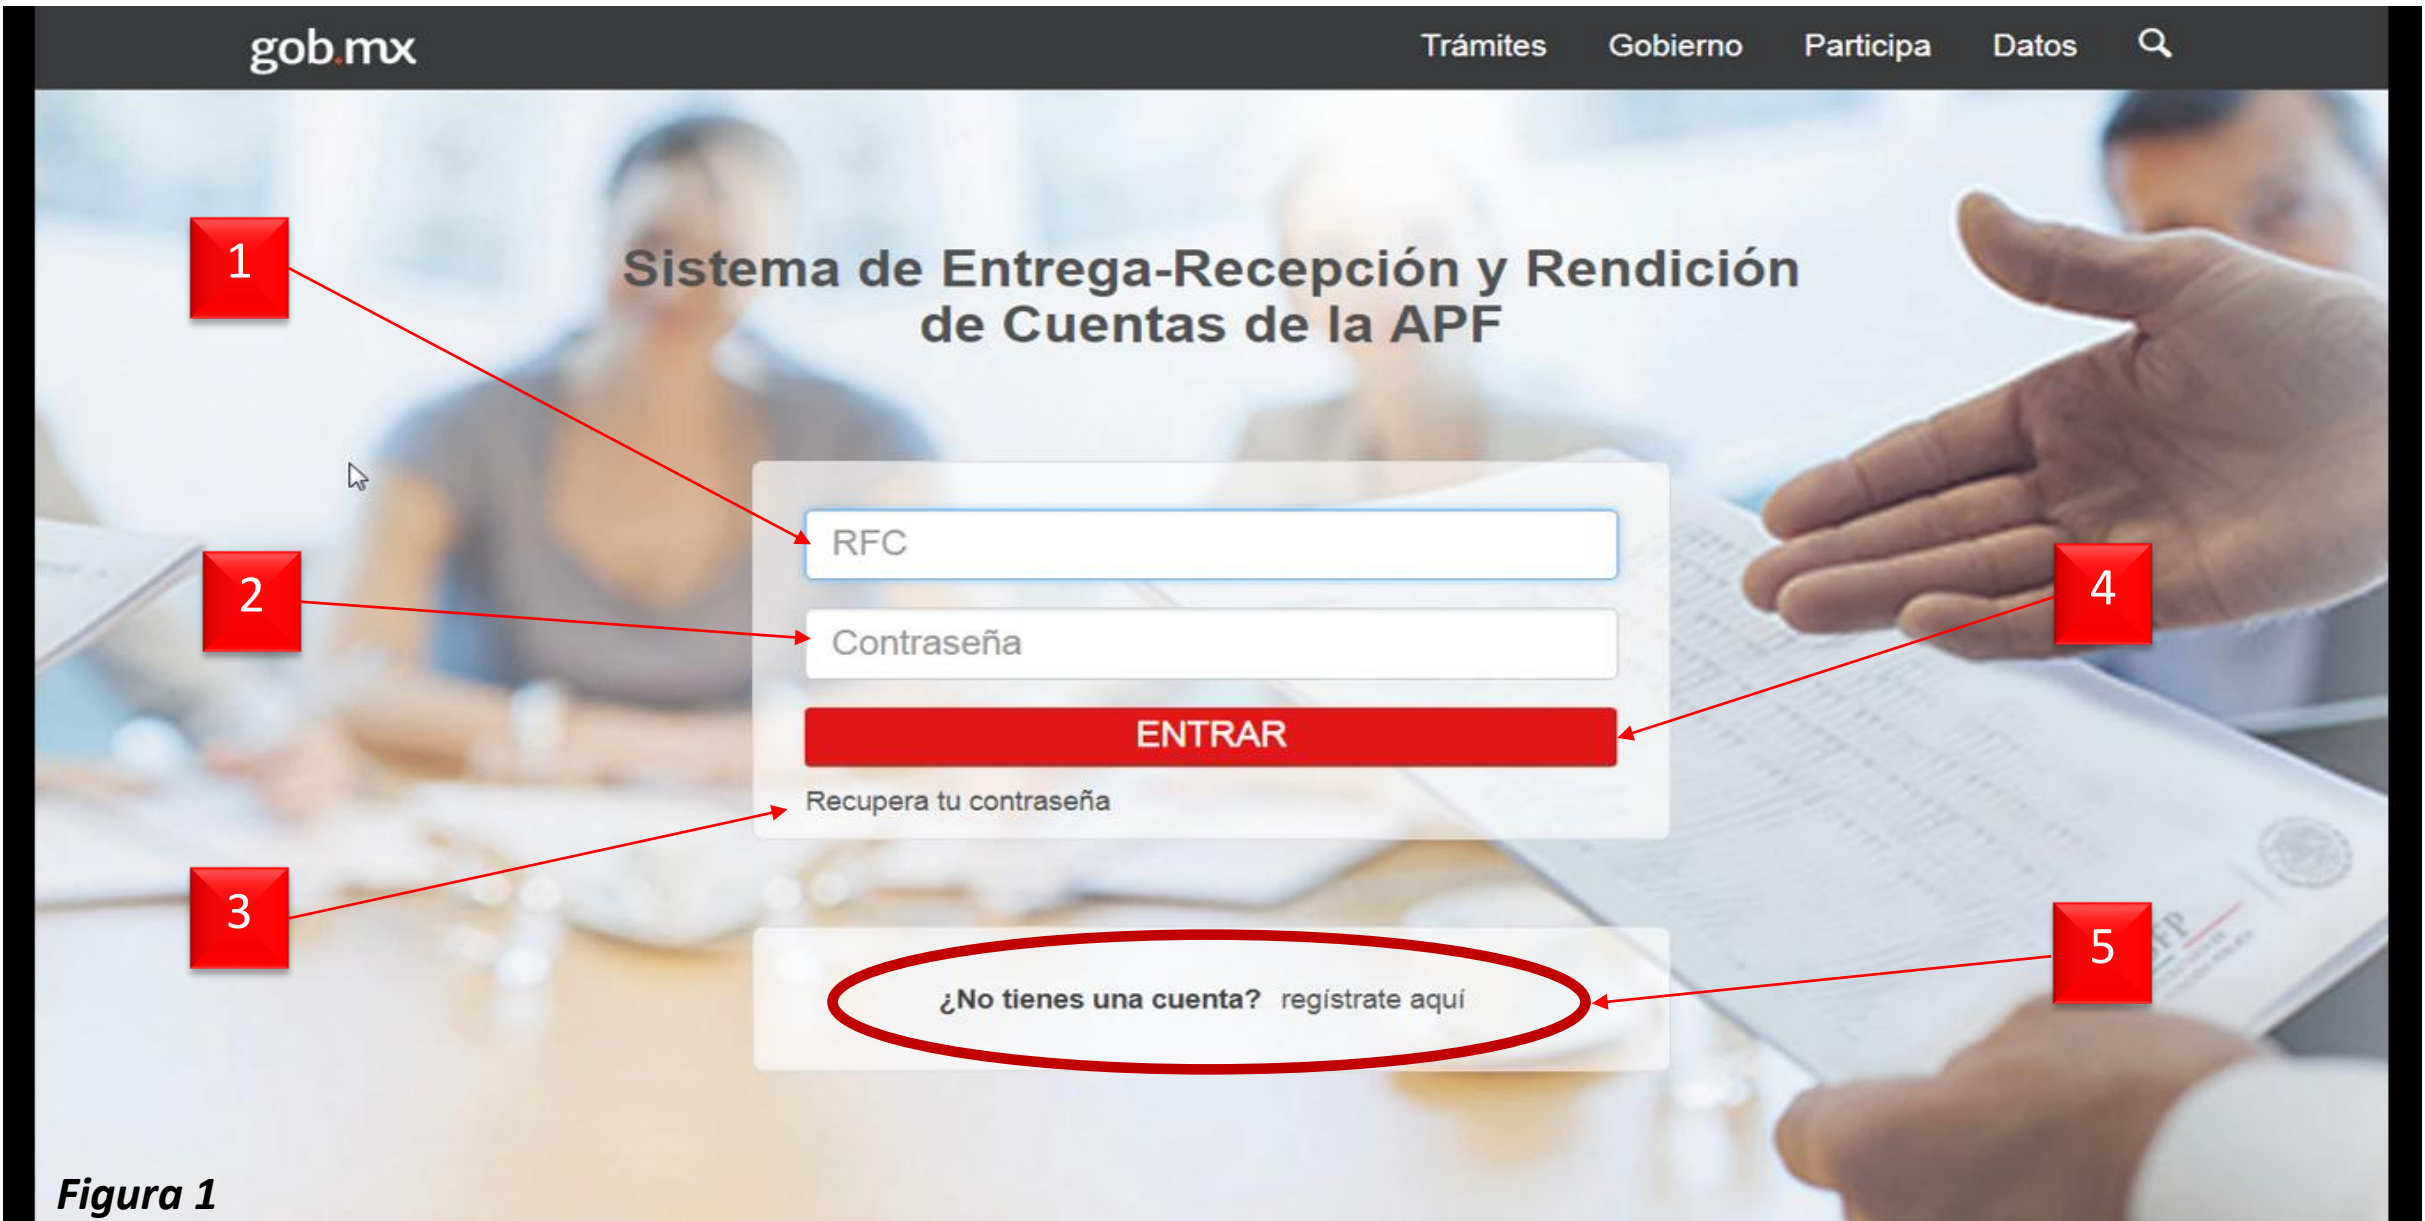 gob.mx
Trámites Gobierno Participa Datos
1
Sistema de Entrega-Recepción y Rendición
de Cuentas de la APF
RFC
2
4
Contraseña
ENTRAR
Recupera tu contraseña
3
5
¿No tienes una cuenta? regístrate aquí
Figura 1